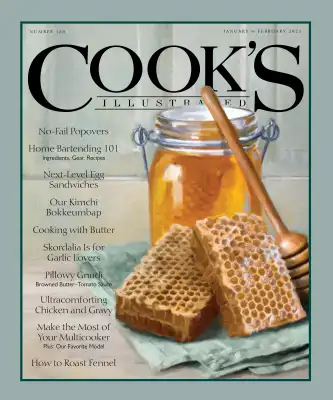 JANUARY & FEBRUARY
COOK'S
ILLUSTRATED
No-Fail Popovers
Home Bartending 101
Ingredients, Gear, Recipes
Next-Level Egg
Sandwiches
Our Kimchi
Bokkeumbap
Cooking with Butter
Skordalia Is for
Garlic Lovers
Pillowy Gnudi
Browned Butter–Tomato Sauce
Ultracomforting
Chicken and Gravy
Make the Most of
Your Multicooker
Plus: Our Favorite Model
How to Roast Fennel